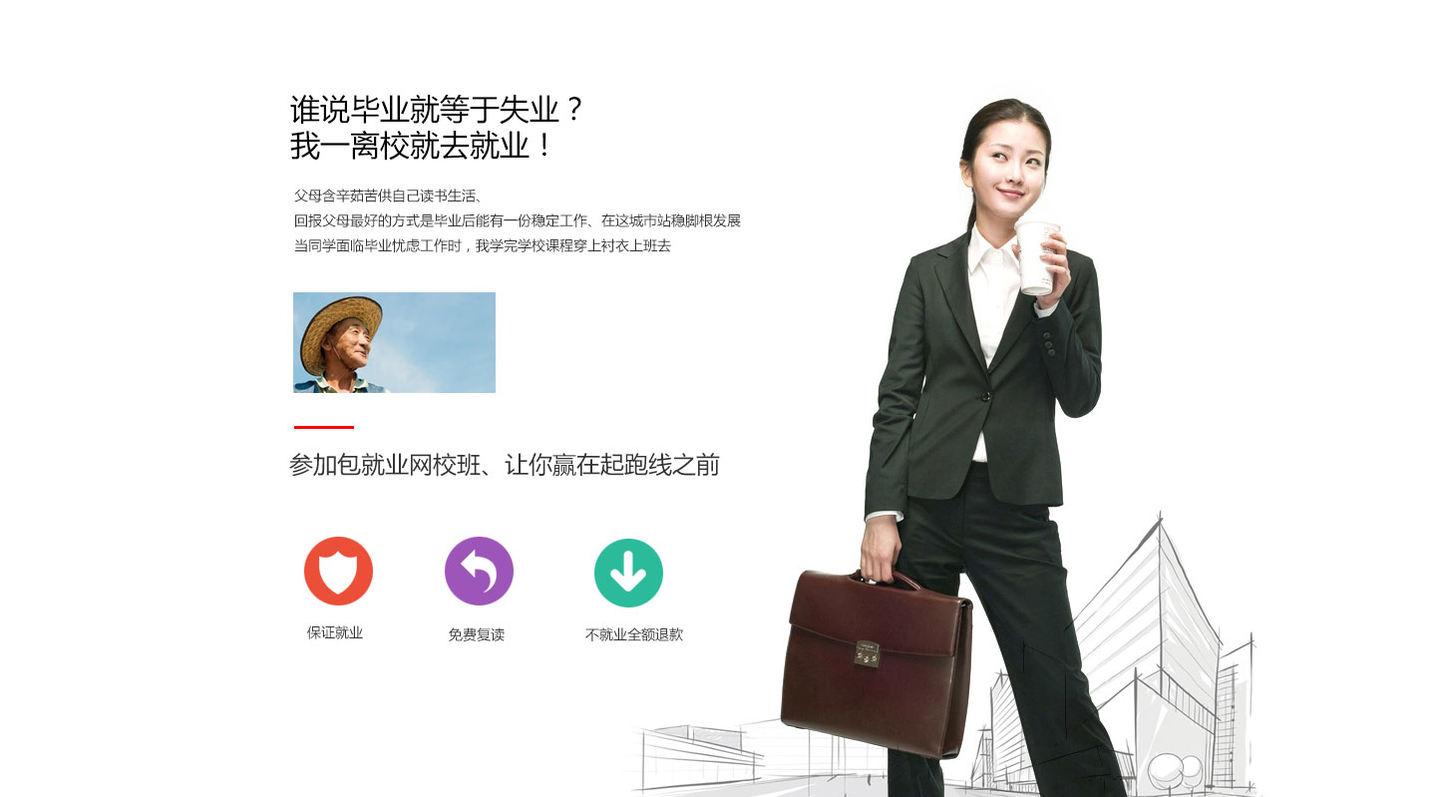 谁说毕业就等于失业？
我一离校就去就业！
父母含辛茹苦供自己读书生活、
回报父母最好的方式是毕业后能有一份稳定工作、在这城市站稳脚根发展
当同学面临毕业忧虑工作时，我学完学校课程穿上衬衣上班去
参加包就业网校班、让你赢在起跑线之前
保证就业
免费复读
不就业全额退款